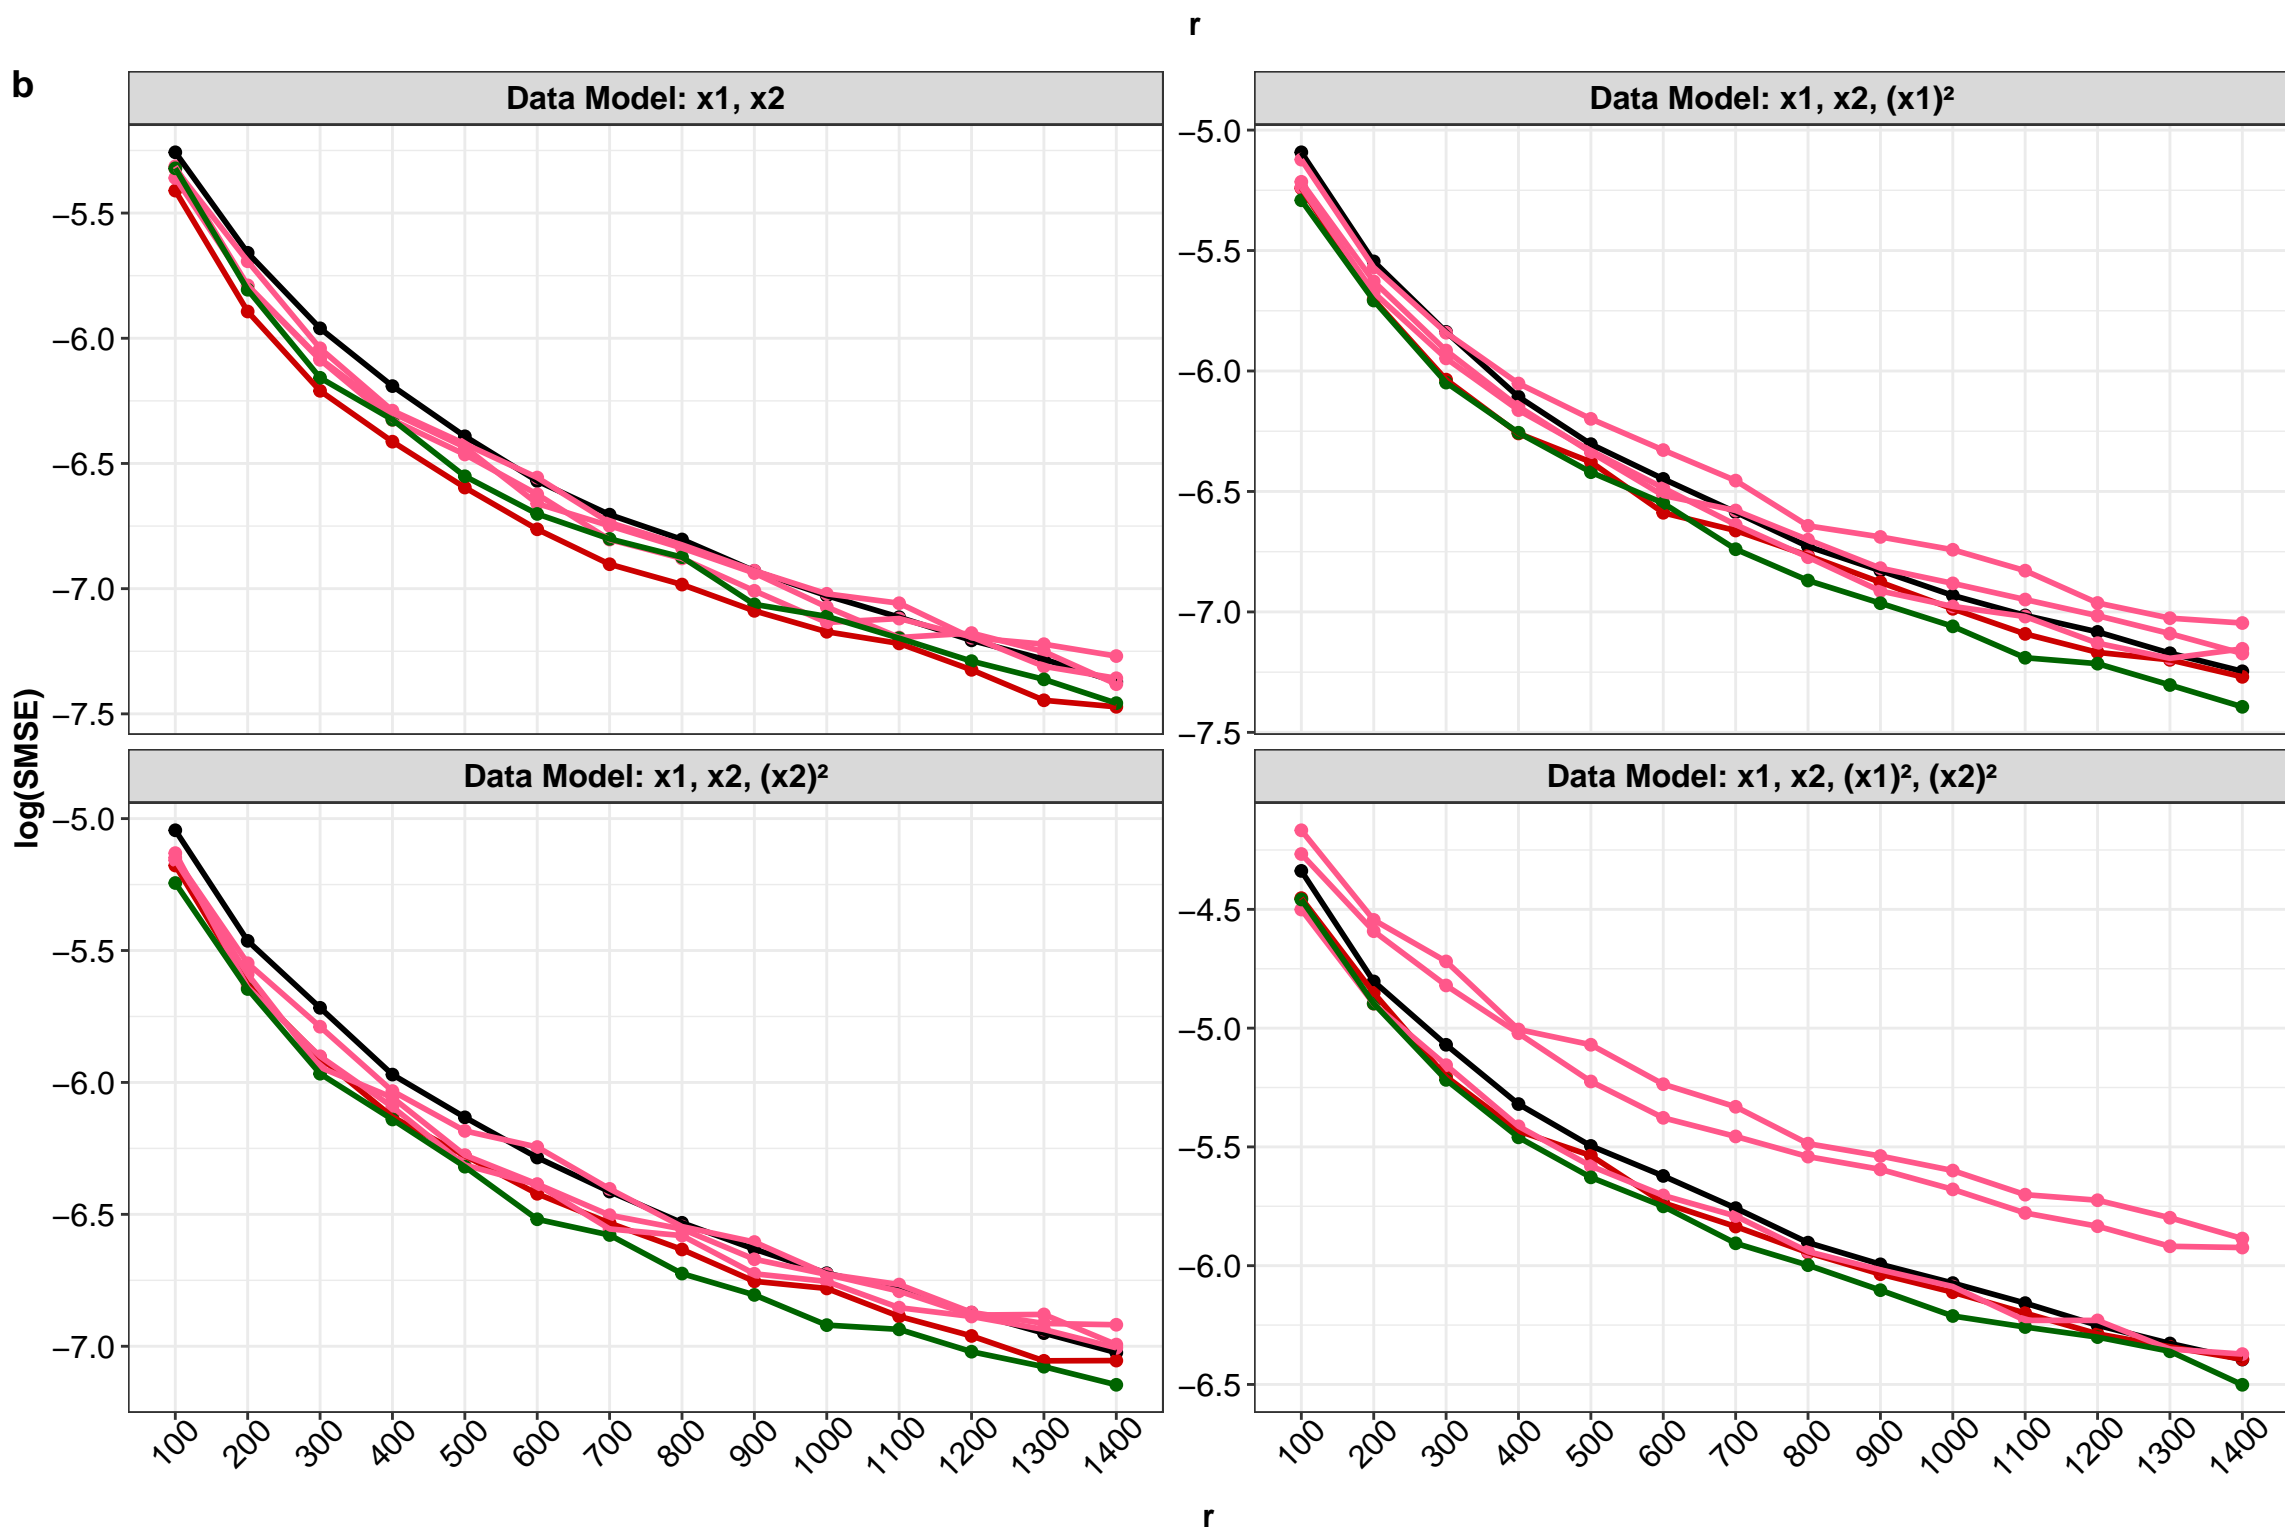 r
b
Data Model: x1, x2
Data Model: x1, x2, (x1)²
−5.5
−6.0
−6.5
−7.0
−7.5
−5.0
−5.5
−6.0
−6.5
−7.0
−7.5
log(SMSE)
Data Model: x1, x2, (x2)²
Data Model: x1, x2, (x1)², (x2)²
−5.0
−5.5
−6.0
−6.5
−7.0
−4.5
−5.0
−5.5
−6.0
−6.5
100 200 300 400 500 600 700 800 900 1000 1100 1200 1300 1400
100 200 300 400 500 600 700 800 900 1000 1100 1200 1300 1400
r